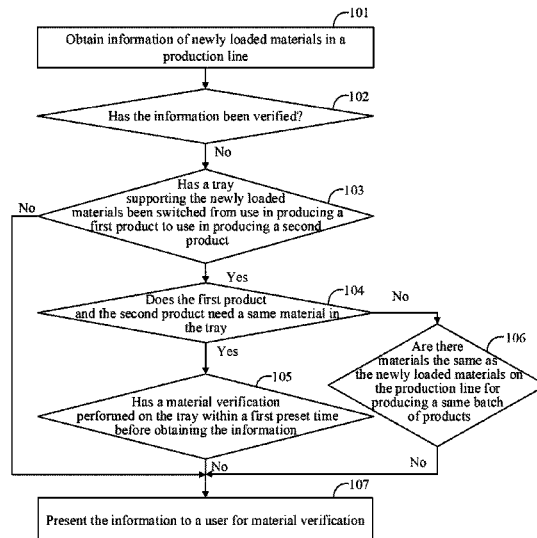 101
Obtain information of newly loaded materials in a
production line
102
Has the information been verified?
No
103
Has a tray
supporting the newly loaded
materials been switched from use in producing a
first product to use in producing a second
product
No
Yes
104
Does the first product
and the second product need a same material in
the tray
No
Yes
106
Are there
materials the same as
the newly loaded materials on
the production line for
producing a same batch
of products
105
Has a material verification
performed on the tray within a first preset time
before obtaining the information
No
No
107
Present the information to a user for material verification